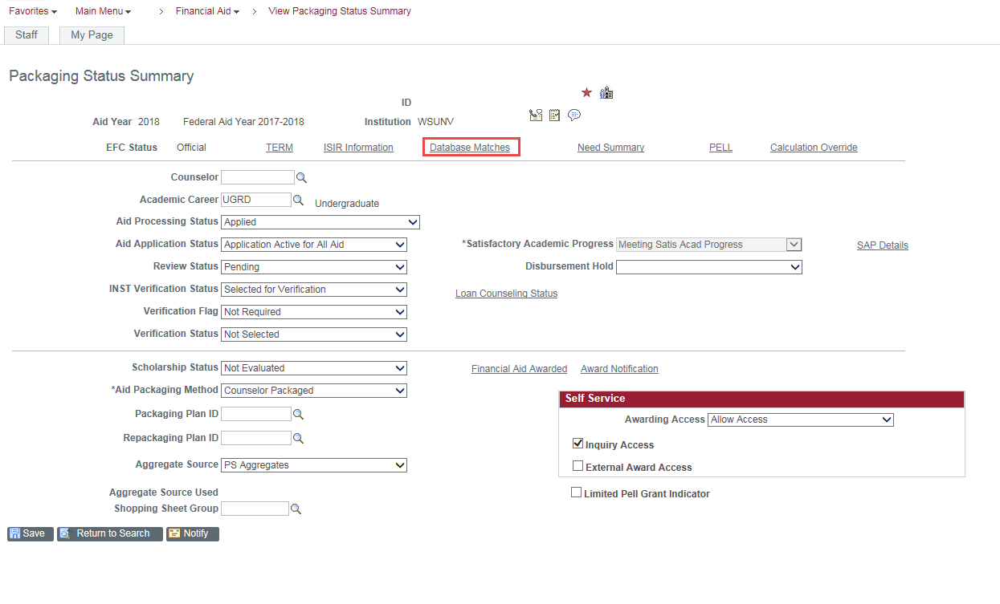 Favorites Main Menu > Financial Aid > View Packaging Status Summary
Staff My Page
Packaging Status Summary
ID
Aid Year 2018 Federal Aid Year 2017-2018 Institution WSUNV
EFC Status Official TERM ISIR Information Database Matches Need Summary PELL Calculation Override
Counselor
Academic Career UGRD Undergraduate
Aid Processing Status Applied
Aid Application Status Application Active for All Aid *Satisfactory Academic Progress Meeting Satis Acad Progress SAP Details
Review Status Pending Disbursement Hold
INST Verification Status Selected for Verification Loan Counseling Status
Verification Flag Not Required
Verification Status Not Selected
Scholarship Status Not Evaluated Financial Aid Awarded Award Notification
*Aid Packaging Method Counselor Packaged
Self Service
Packaging Plan ID
Awarding Access Allow Access
Repackaging Plan ID
Inquiry Access
Aggregate Source PS Aggregates
External Award Access
Aggregate Source Used
Limited Pell Grant Indicator
Shopping Sheet Group
Save Return to Search Notify